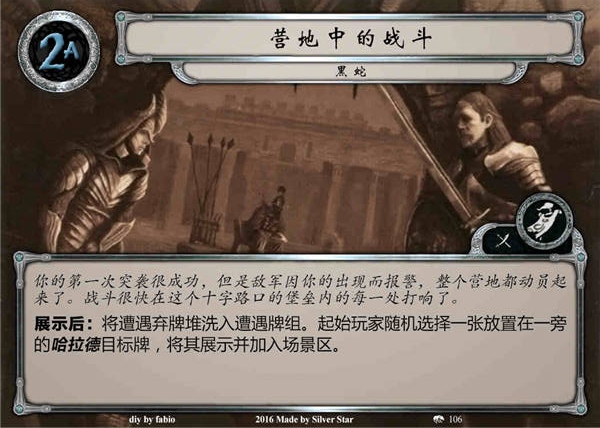 2A
营地中的战斗
黑蛇
你的第一次突袭很成功，但是敌军因你的出现而报警，整个营地都动员起
来了。战斗很快在这个十字路口的堡垒内的每一处打响了。
展示后：将遭遇弃牌堆洗入遭遇牌组。起始玩家随机选择一张放置在一旁
的哈拉德目标牌，将其展示并加入场景区。
diy by fabio 2016 Made by Silver Star 106